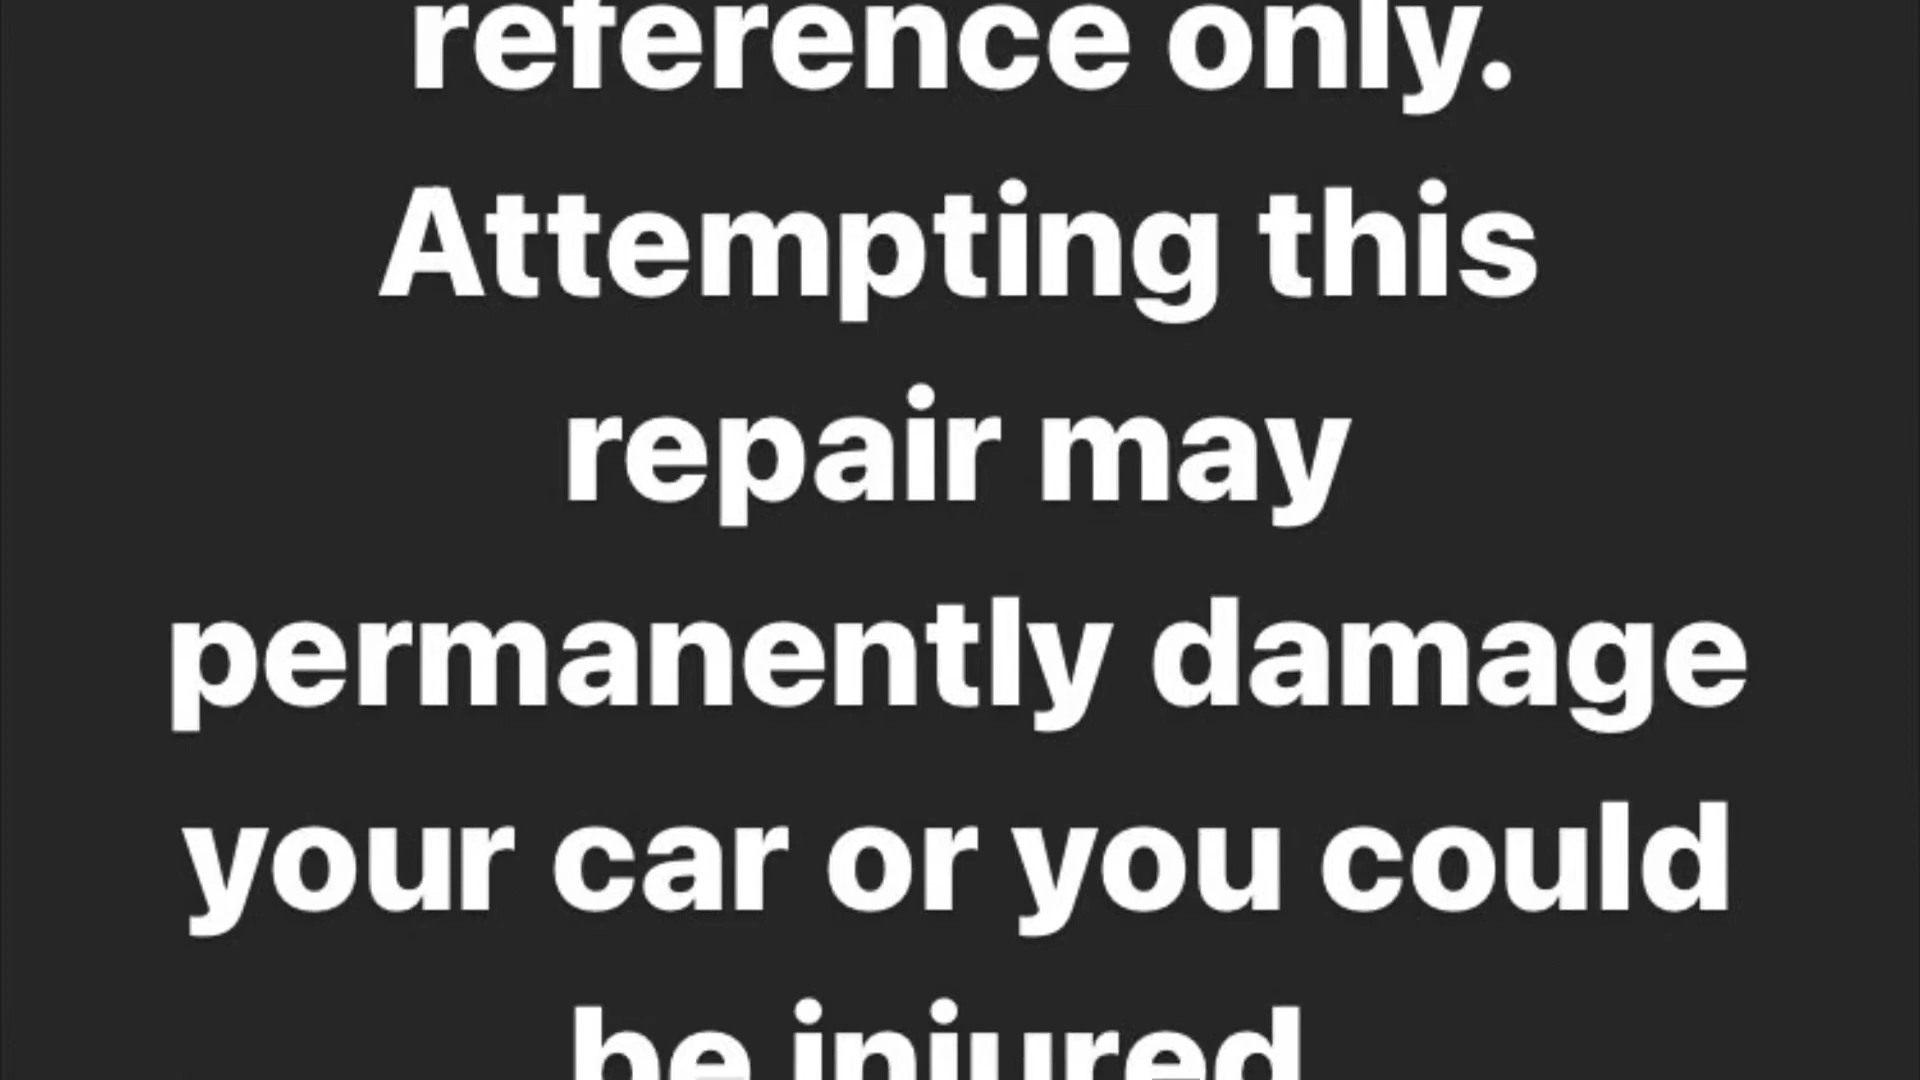 reference only.
Attempting this
repair may
permanently damage
your car or you could
be injured